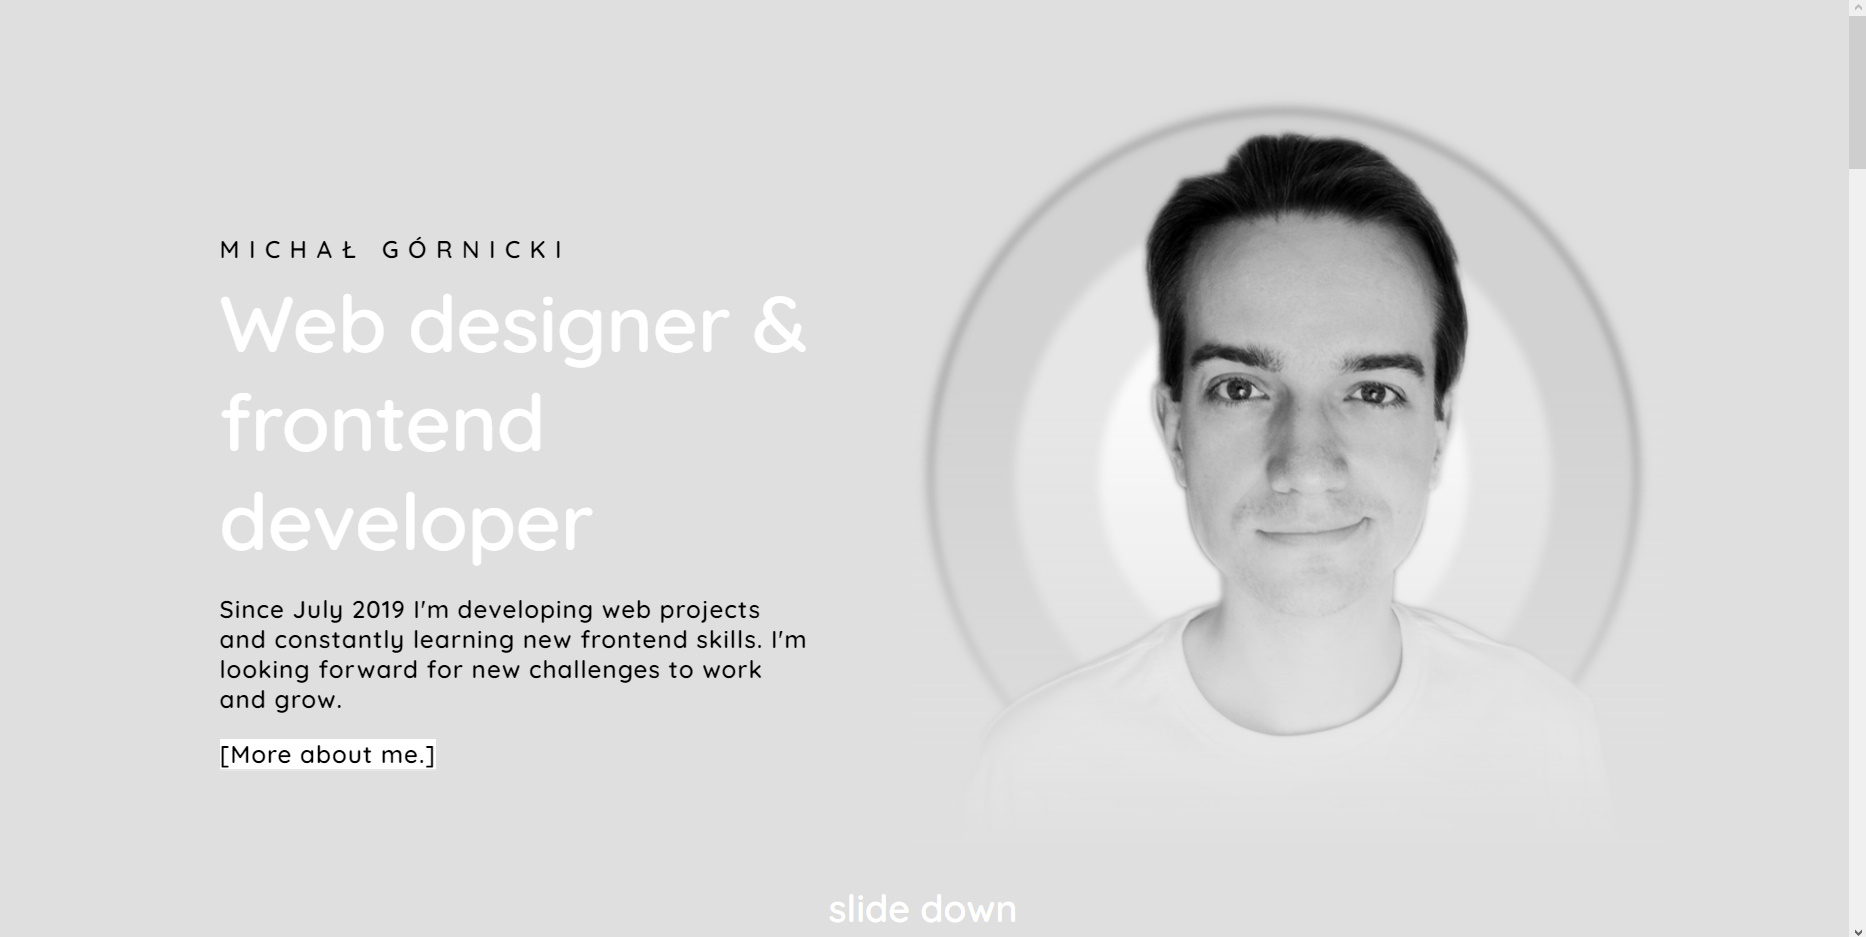 MICHAŁ GÓRNICKI
Web designer &
frontend
developer
Since July 2019 I'm developing web projects
and constantly learning new frontend skills. I'm
looking forward for new challenges to work
and grow.
[More about me.]
slide down